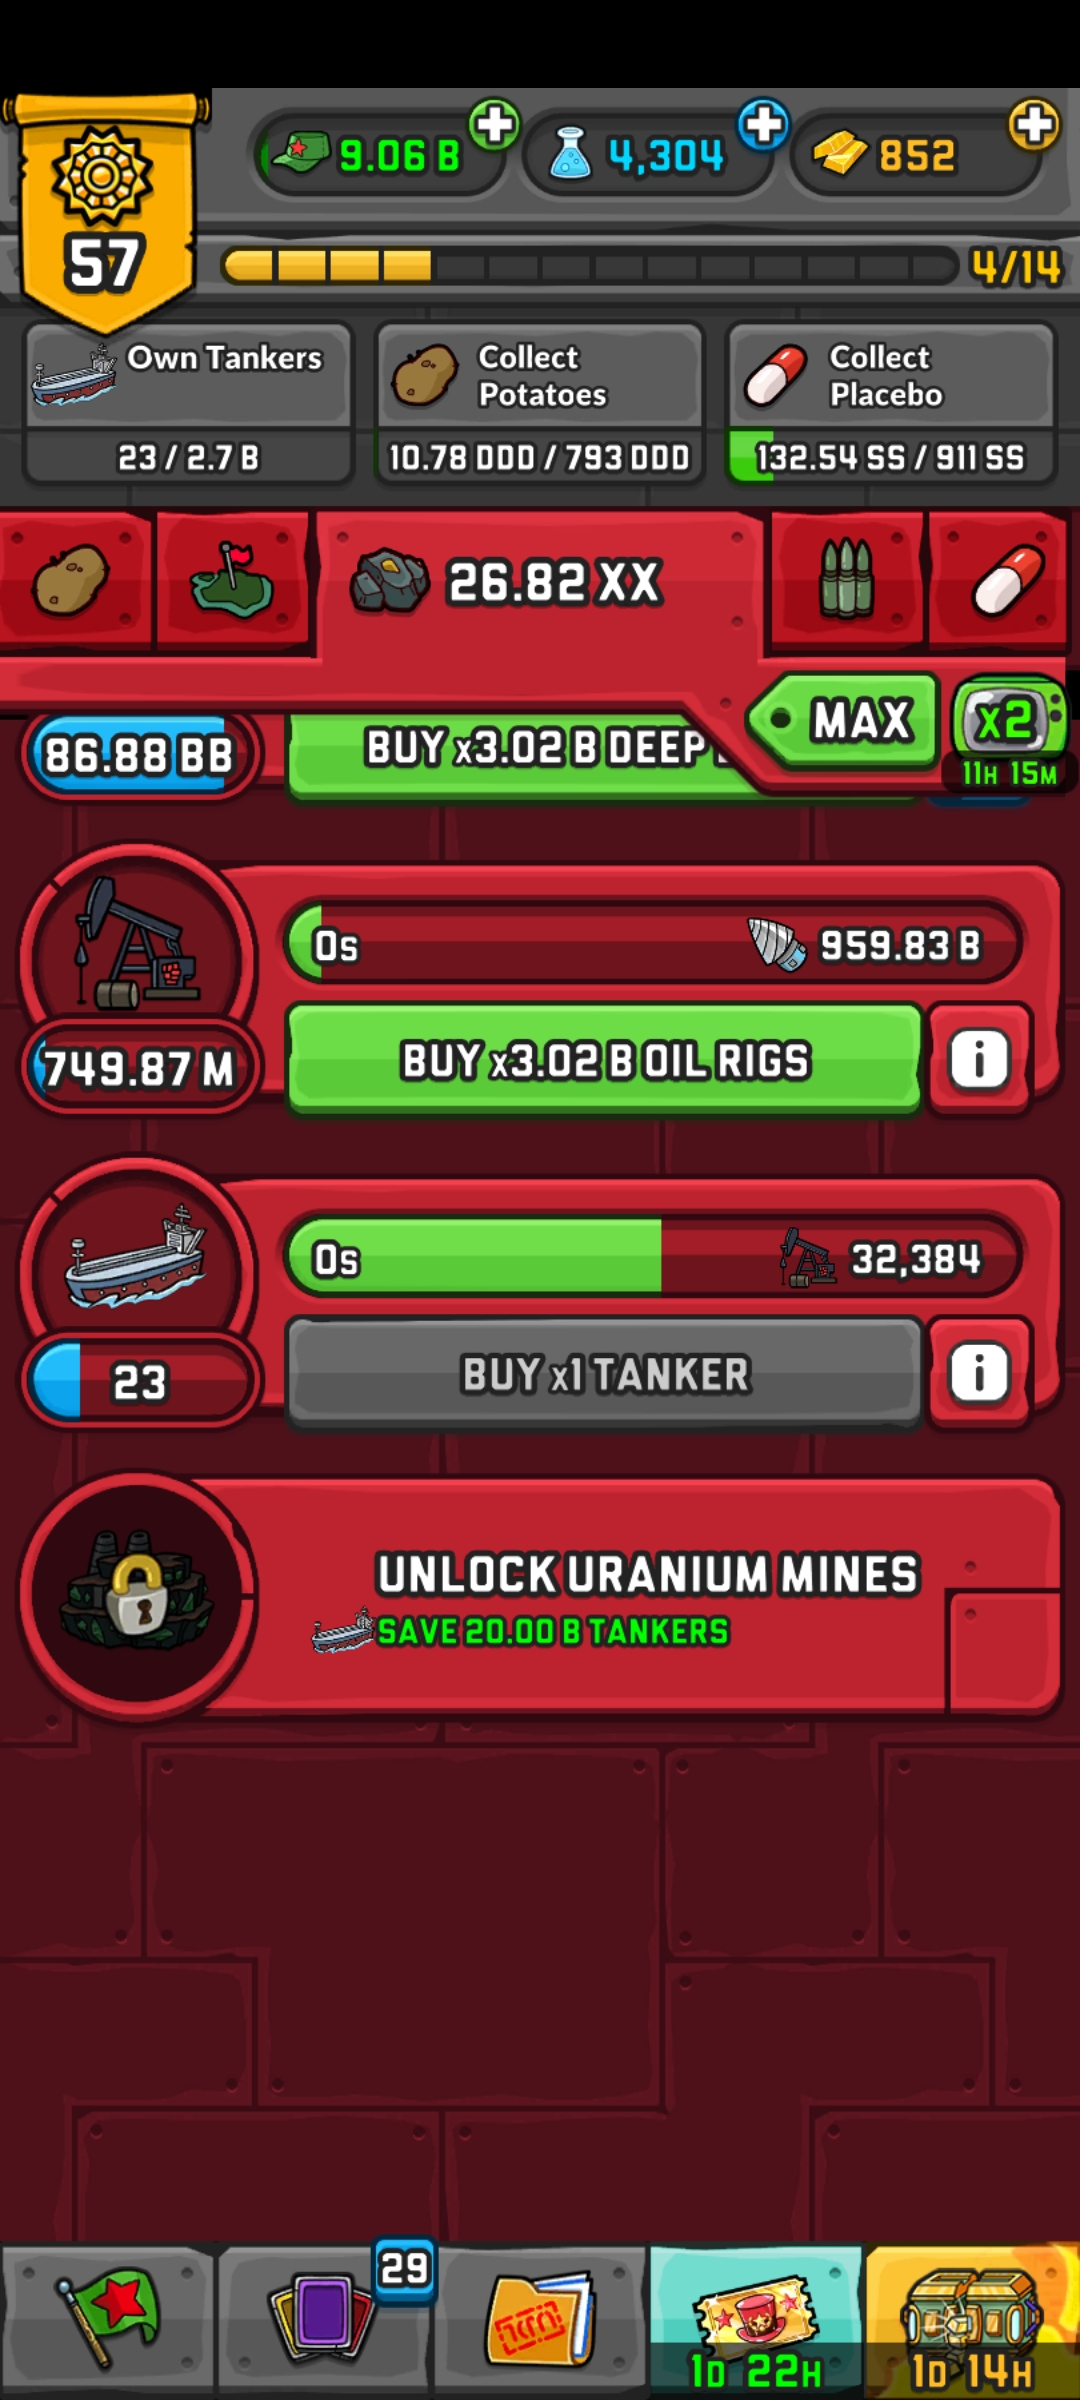 57
9.06 B
4,304
852
4/14
Own Tankers
23 / 2.7 B
Collect
Potatoes
10.78 DDD / 793 DDD
Collect
Placebo
132.54 SS / 911 SS
26.82 XX
MAX
x2
11H 15M
86.88 BB
BUY x3.02 B DEEP
0s
959.83 B
749.87 M
BUY x3.02 B OIL RIGS
i
0s
32,384
23
BUY x1 TANKER
i
UNLOCK URANIUM MINES
SAVE 20.00 B TANKERS
29
1D 22H
1D 14H